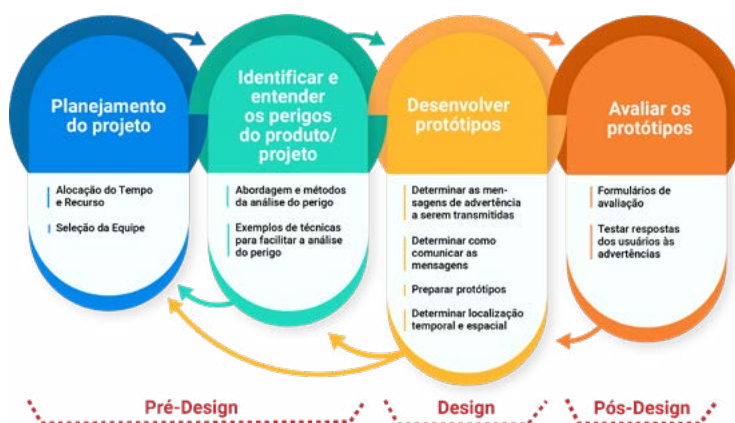 Planejamento
do projeto
Alocação do Tempo
e Recurso
Seleção da Equipe
Identificar e
entender
os perigos
do produto/
projeto
Abordagem e métodos
da análise do perigo
Exemplos de técnicas
para facilitar a análise
do perigo
Desenvolver
protótipos
Determinar as men-
sagens de advertência
a serem transmitidas
Determinar como
comunicar as
mensagens
Preparar protótipos
Determinar localização
temporal e espacial
Avaliar os
protótipos
Formulários de
avaliação
Testar respostas
dos usuários às
advertências
Pré-Design
Design
Pós-Design